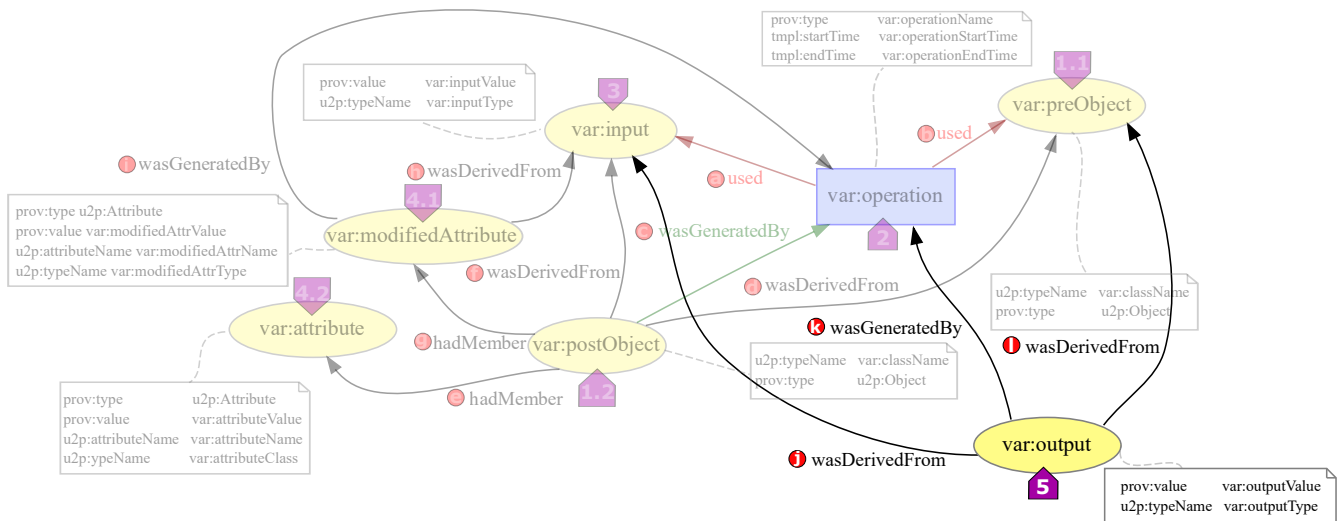 prov:type var:operationName
tmpl:startTime var:operationStartTime
tmpl:endTime var:operationEndTime
1.1
var:preObject
prov:value var:inputValue
u2p:typeName var:inputType
3
var:input
b used
i wasGeneratedBy
h wasDerivedFrom
a used
var:operation
2
4.1
prov:type u2p:Attribute
prov:value var:modifiedAttrValue
u2p:attributeName var:modifiedAttrName
u2p:typeName var:modifiedAttrType
var:modifiedAttribute
c wasGeneratedBy
f wasDerivedFrom
d wasDerivedFrom
4.2
var:attribute
u2p:typeName var:className
prov:type u2p:Object
k wasGeneratedBy
l wasDerivedFrom
g hadMember
var:postObject
1.2
u2p:typeName var:className
prov:type u2p:Object
e hadMember
prov:type u2p:Attribute
prov:value var:attributeValue
u2p:attributeName var:attributeName
u2p:ypeName var:attributeClass
var:output
j wasDerivedFrom
5
prov:value var:outputValue
u2p:typeName var:outputType